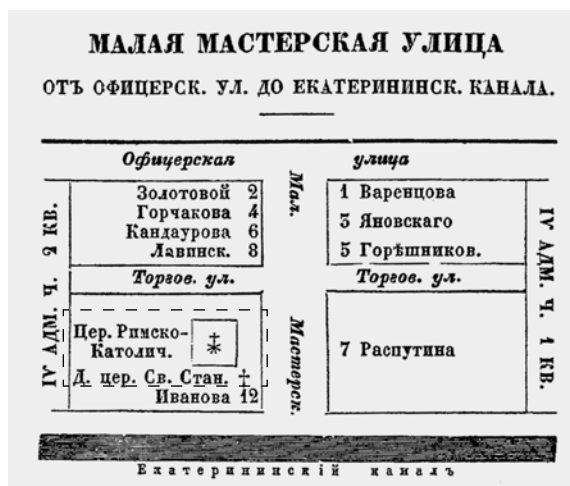 МАЛАЯ МАСТЕРСКАЯ УЛИЦА
ОТЪ ОФИЦЕРСК. УЛ. ДО ЕКАТЕРИНИНСК. КАНАЛА.
Офицерская улица
Золотовой 2
Горчакова 4
Кандаурова 6
Лавинск. 8
Торгов. ул.
Цер. Римско-
Католич.
Д. цер. Св. Стан. †
Иванова 12
IV АДМ. Ч. 2 КВ.
Мал.
Мастерск.
1 Варенцова
3 Яновскаго
5 Горѣшников.
Торгов. ул.
7 Распутина
IV АДМ. Ч. 1 КВ.
Екатерининскій каналъ